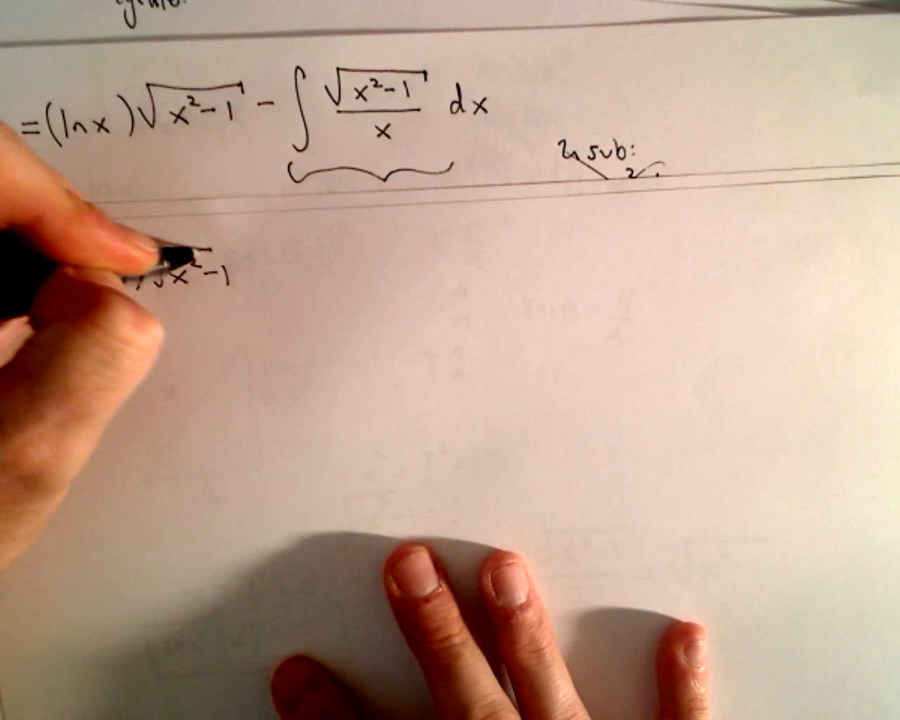 =(ln x)√x²-1 - ∫ √x²-1 / x dx
u sub:
√x²-1